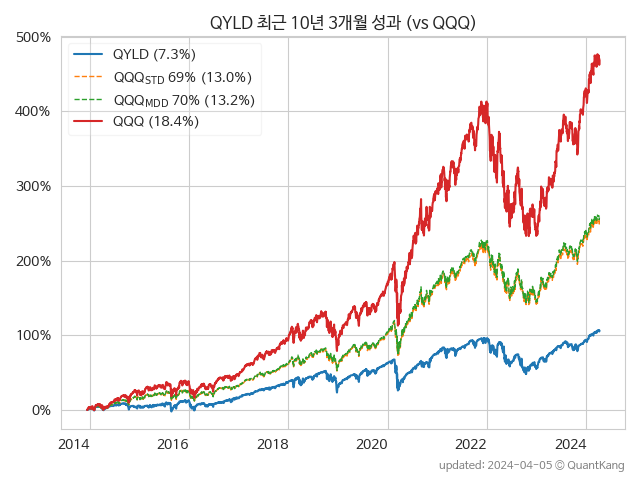 QYLD 최근 10년 3개월 성과 (vs QQQ)
500%
400%
300%
200%
100%
0%
QYLD (7.3%)
QQQSTD 69% (13.0%)
QQQMDD 70% (13.2%)
QQQ (18.4%)
2014 2016 2018 2020 2022 2024
updated: 2024-04-05 © QuantKang